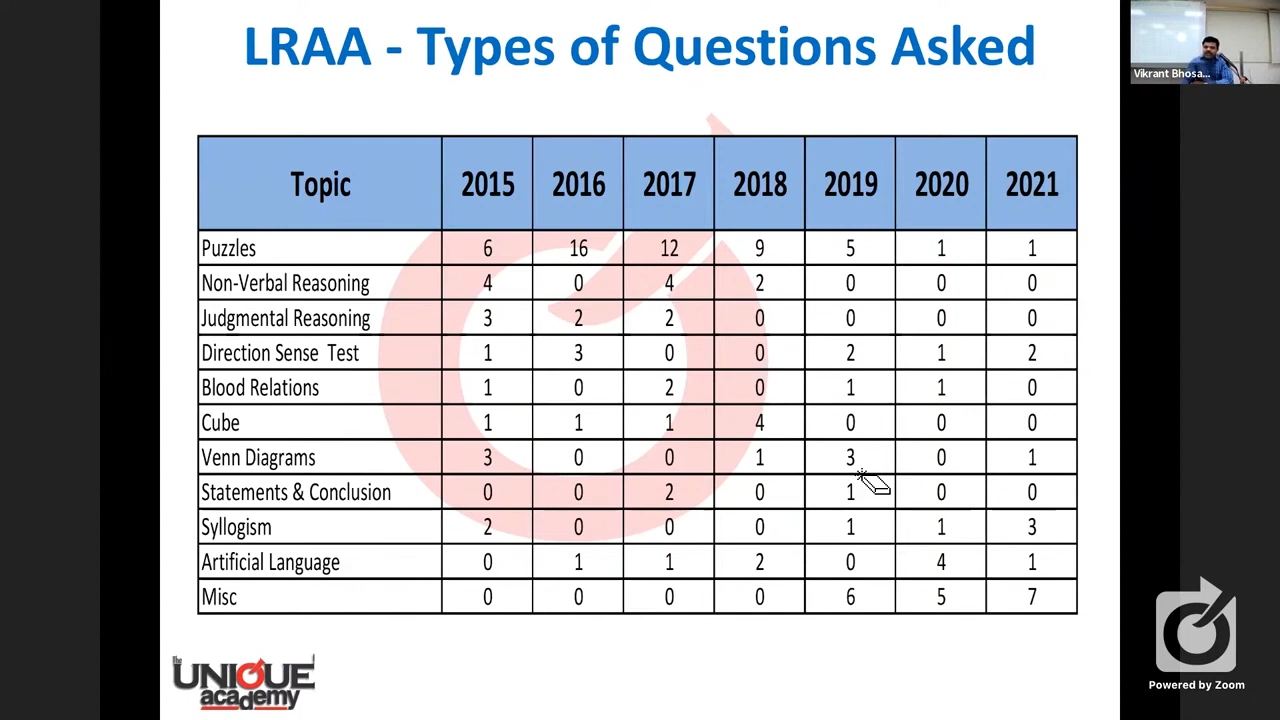 LRAA - Types of Questions Asked
Vikrant Bhosa...
Topic 2015 2016 2017 2018 2019 2020 2021
Puzzles 6 16 12 9 5 1 1
Non-Verbal Reasoning 4 0 4 2 0 0 0
Judgmental Reasoning 3 2 2 0 0 0 0
Direction Sense Test 1 3 0 0 2 1 2
Blood Relations 1 0 2 0 1 1 0
Cube 1 1 1 4 0 0 0
Venn Diagrams 3 0 0 1 3 0 1
Statements & Conclusion 0 0 2 0 1 0 0
Syllogism 2 0 0 0 1 1 3
Artificial Language 0 1 1 2 0 4 1
Misc 0 0 0 0 6 5 7
The
UNIQUE
academy
Powered by Zoom